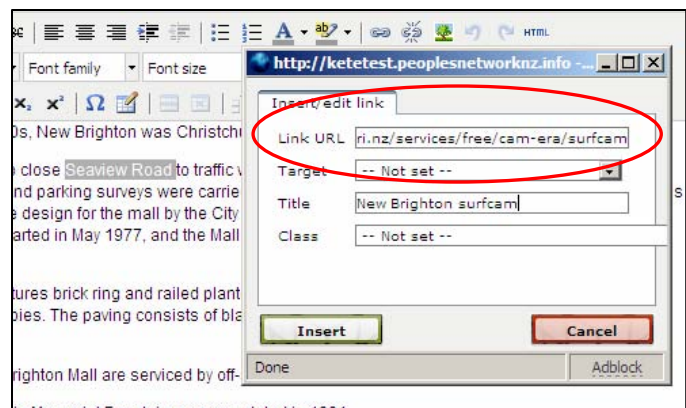 HTML
Font family
Font size
http://ketetest.peoplesnetworknz.info - ...
Insert/edit link
Link URL ri.nz/services/free/cam-era/surfcam
Target -- Not set --
Title New Brighton surfcam
Class -- Not set --
Insert Cancel
Done Adblock
0s, New Brighton was Christch
close Seaview Road to traffic
nd parking surveys were carrie s
design for the mall by the City
arted in May 1977, and the Mall
tures brick ring and railed plant
pies. The paving consists of bla
righton Mall are serviced by off-